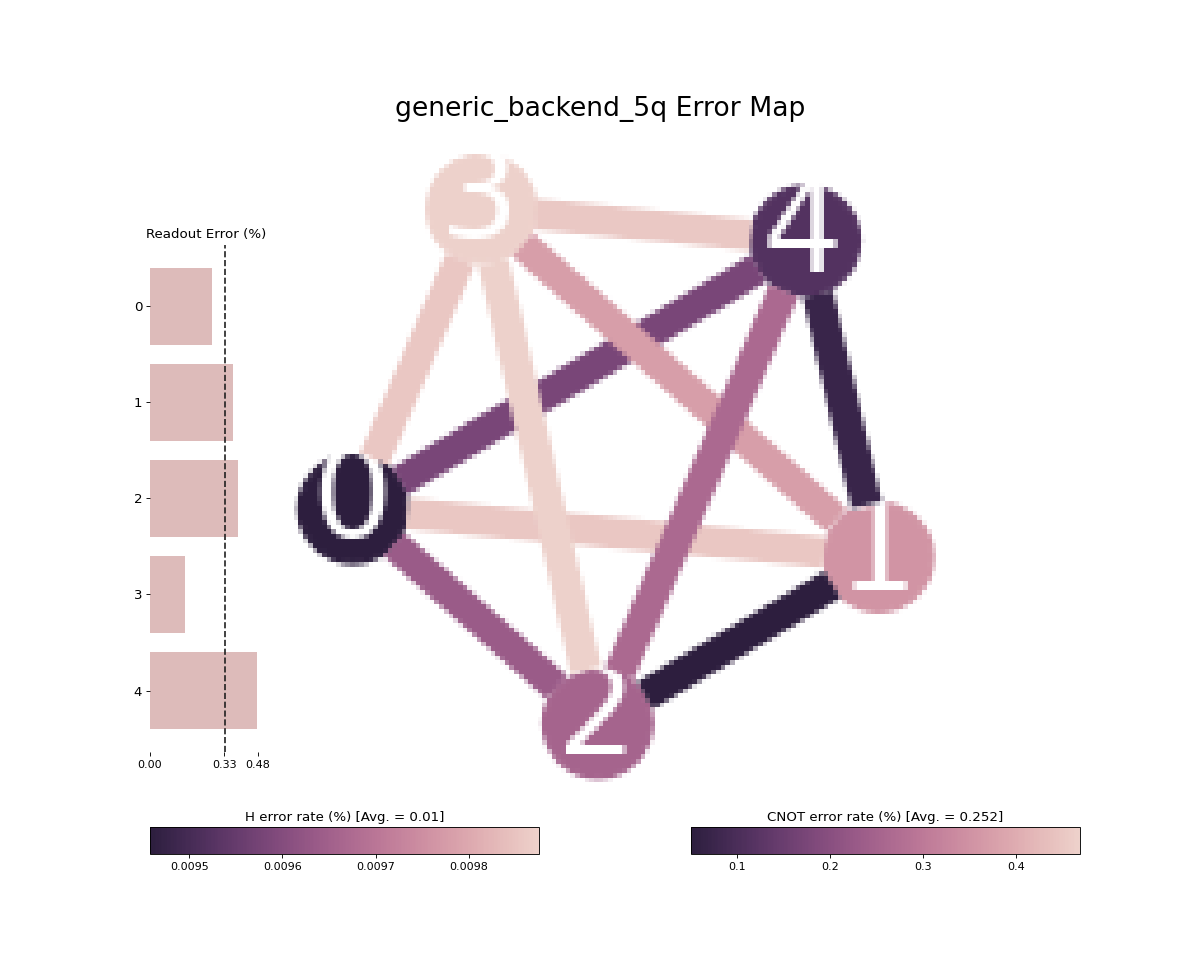 generic_backend_5q Error Map
Readout Error (%)
0
1
2
3
4
0.00 0.33 0.48
3
4
0
1
2
H error rate (%) [Avg. = 0.01]
0.0095 0.0096 0.0097 0.0098
CNOT error rate (%) [Avg. = 0.252]
0.1 0.2 0.3 0.4